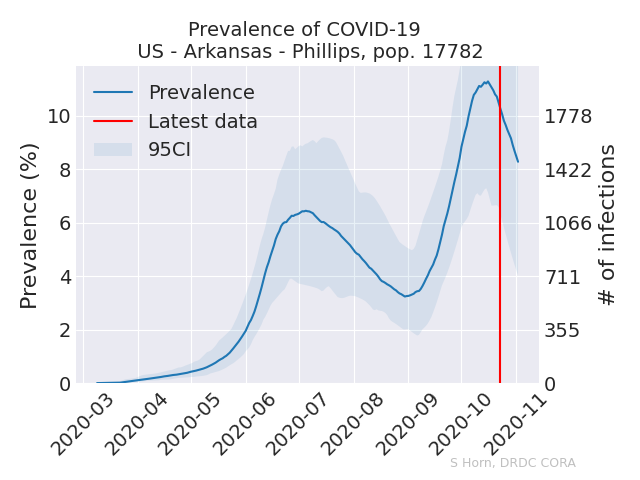 Prevalence of COVID-19
US - Arkansas - Phillips, pop. 17782
Prevalence
Latest data
95CI
Prevalence (%)
10
8
6
4
2
0
1778
1422
1066
711
355
0
# of infections
2020-03
2020-04
2020-05
2020-06
2020-07
2020-08
2020-09
2020-10
2020-11
S Horn, DRDC CORA